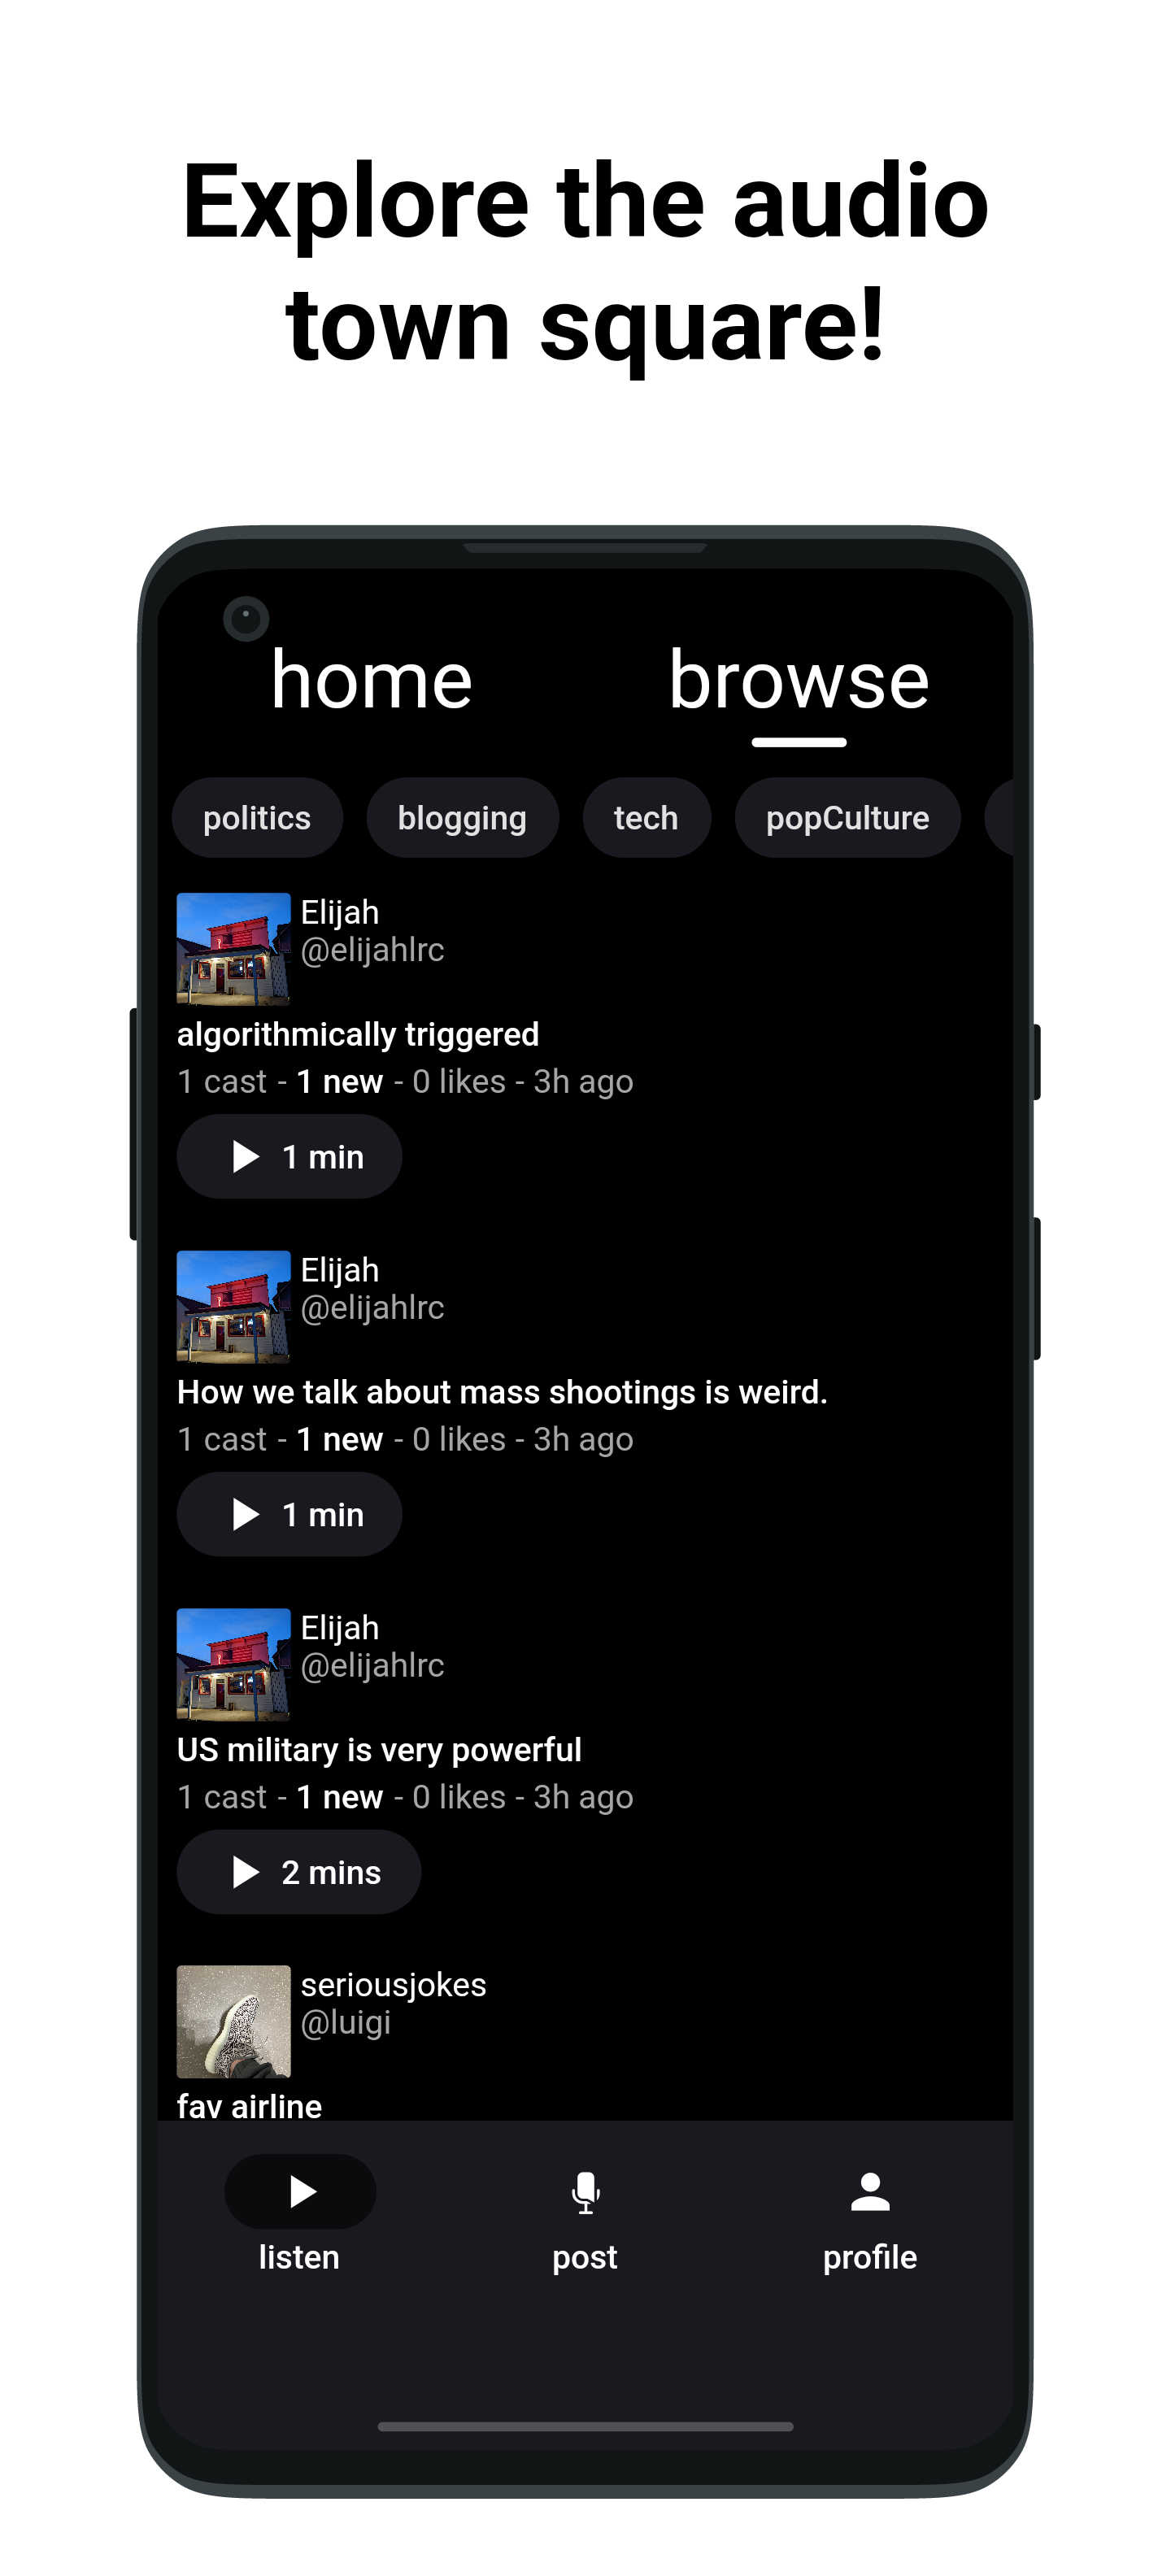 Explore the audio
town square!
home
browse
politics
blogging
tech
popCulture
Elijah
@elijahlrc
algorithmically triggered
1 cast - 1 new - 0 likes - 3h ago
1 min
Elijah
@elijahlrc
How we talk about mass shootings is weird.
1 cast - 1 new - 0 likes - 3h ago
1 min
Elijah
@elijahlrc
US military is very powerful
1 cast - 1 new - 0 likes - 3h ago
2 mins
seriousjokes
@luigi
fav airline
listen
post
profile